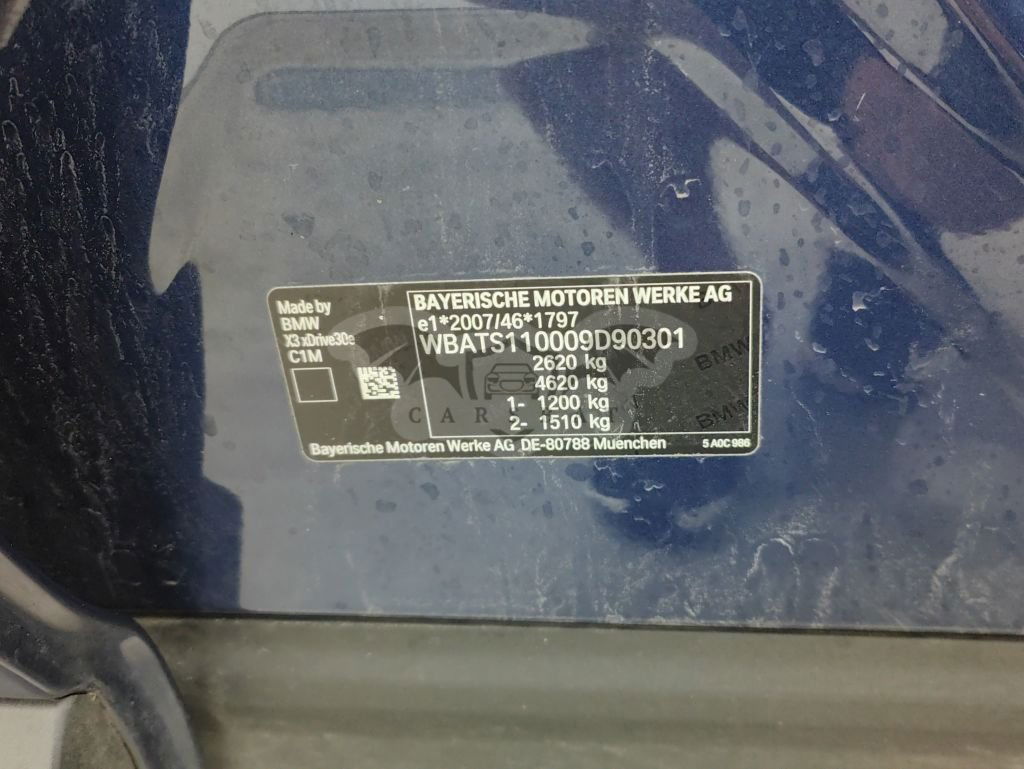 Made by
BMW
X3 xDrive30e
C1M
BAYERISCHE MOTOREN WERKE AG
e1*2007/46*1797
WBATS110009D90301
2620 kg
4620 kg
1- 1200 kg
2- 1510 kg
BMW
BMW
Bayerische Motoren Werke AG DE-80788 Muenchen
5 A0C 986